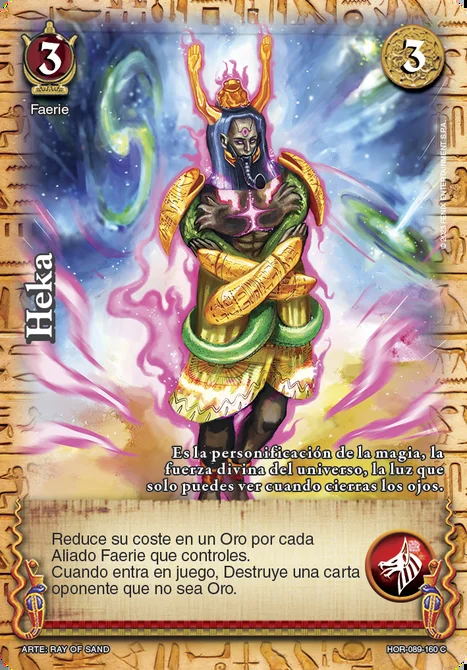 3
3
Faerie
Heka
Es la personificación de la magia, la
fuerza divina del universo, la luz que
solo puedes ver cuando cierras los ojos.
Reduce su coste en un Oro por cada
Aliado Faerie que controles.
Cuando entra en juego, Destruye una carta
oponente que no sea Oro.
ARTE: RAY OF SAND
HOR-089-160 C